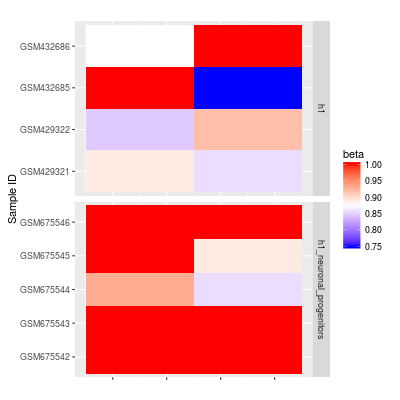 GSM432686
GSM432685
GSM429322
GSM429321
h1
GSM675546
GSM675545
GSM675544
GSM675543
GSM675542
h1_neuronal_progenitors
Sample ID
beta
1.00
0.95
0.90
0.85
0.80
0.75